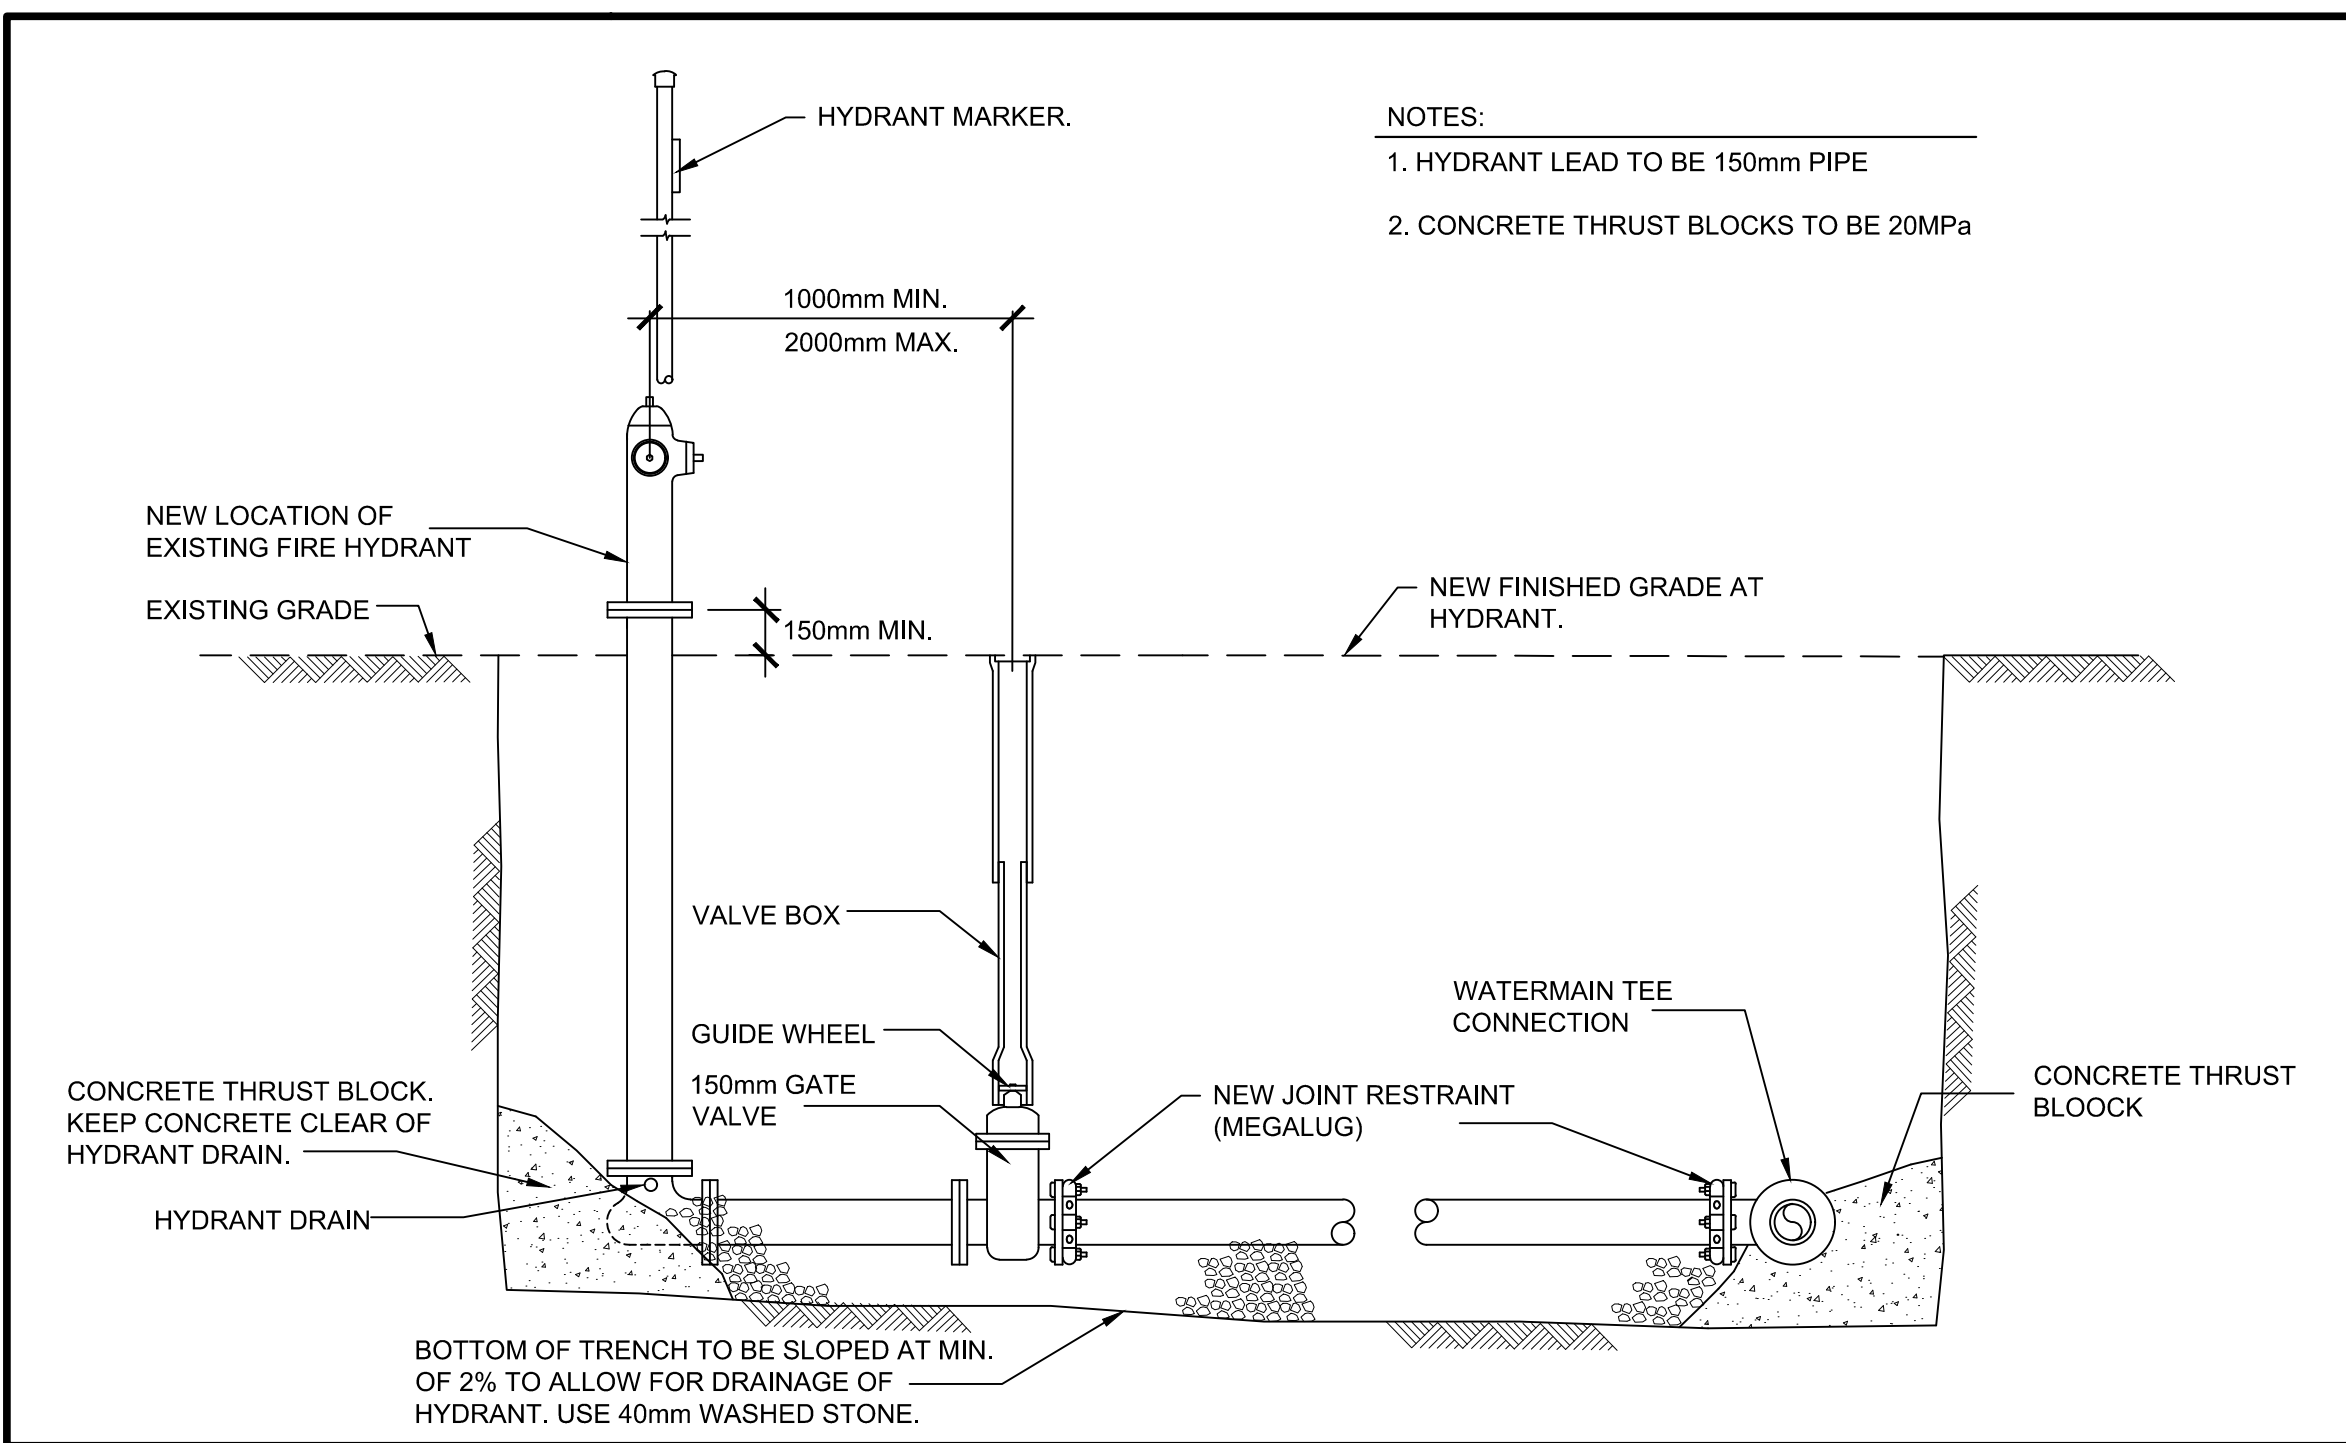 HYDRANT MARKER.
NOTES:
1. HYDRANT LEAD TO BE 150mm PIPE
2. CONCRETE THRUST BLOCKS TO BE 20MPa
1000mm MIN.
2000mm MAX.
NEW LOCATION OF
EXISTING FIRE HYDRANT
EXISTING GRADE
150mm MIN.
NEW FINISHED GRADE AT
HYDRANT.
VALVE BOX
GUIDE WHEEL
150mm GATE
VALVE
WATERMAIN TEE
CONNECTION
CONCRETE THRUST BLOCK.
KEEP CONCRETE CLEAR OF
HYDRANT DRAIN.
HYDRANT DRAIN
NEW JOINT RESTRAINT
(MEGALUG)
CONCRETE THRUST
BLOOCK
BOTTOM OF TRENCH TO BE SLOPED AT MIN.
OF 2% TO ALLOW FOR DRAINAGE OF
HYDRANT. USE 40mm WASHED STONE.